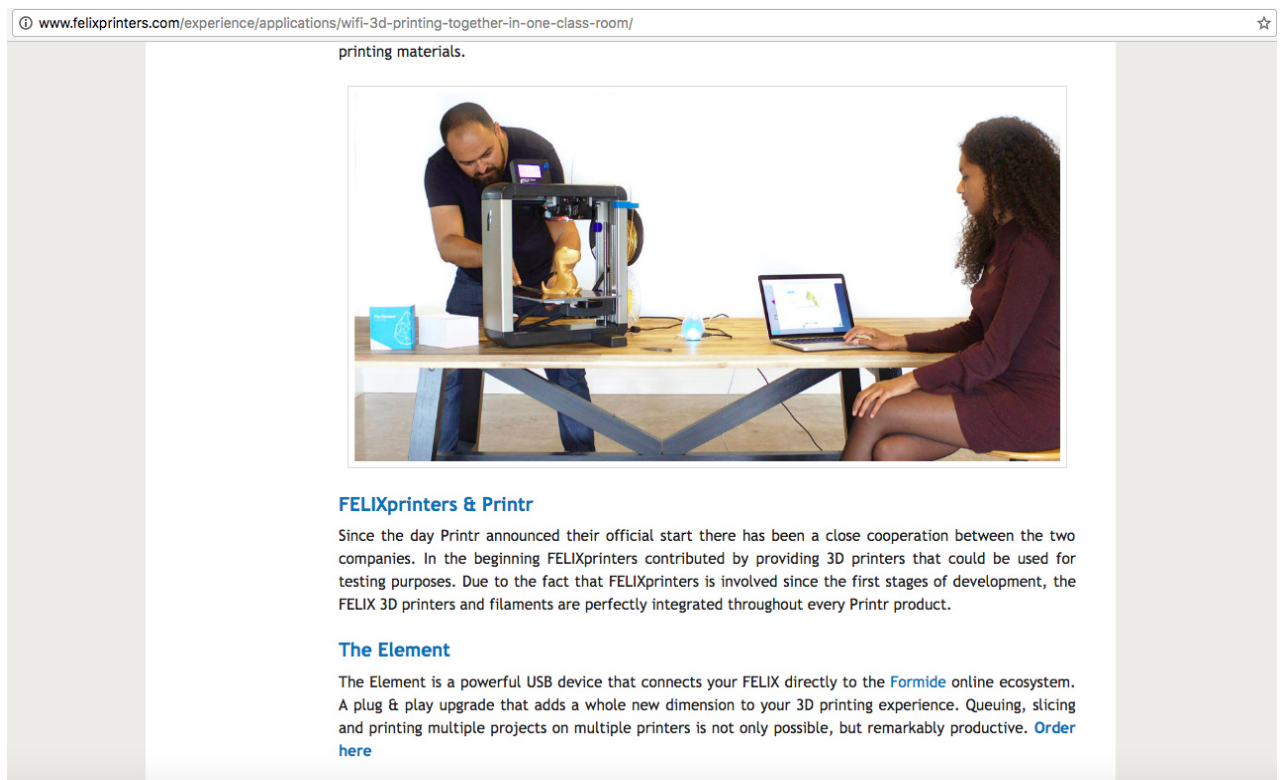 www.felixprinters.com/experience/applications/wifi-3d-printing-together-in-one-class-room/
printing materials.
FELIXprinters & Printr
Since the day Printr announced their official start there has been a close cooperation between the two
companies. In the beginning FELIXprinters contributed by providing 3D printers that could be used for
testing purposes. Due to the fact that FELIXprinters is involved since the first stages of development, the
FELIX 3D printers and filaments are perfectly integrated throughout every Printr product.
The Element
The Element is a powerful USB device that connects your FELIX directly to the Formide online ecosystem.
A plug & play upgrade that adds a whole new dimension to your 3D printing experience. Queuing, slicing
and printing multiple projects on multiple printers is not only possible, but remarkably productive. Order
here